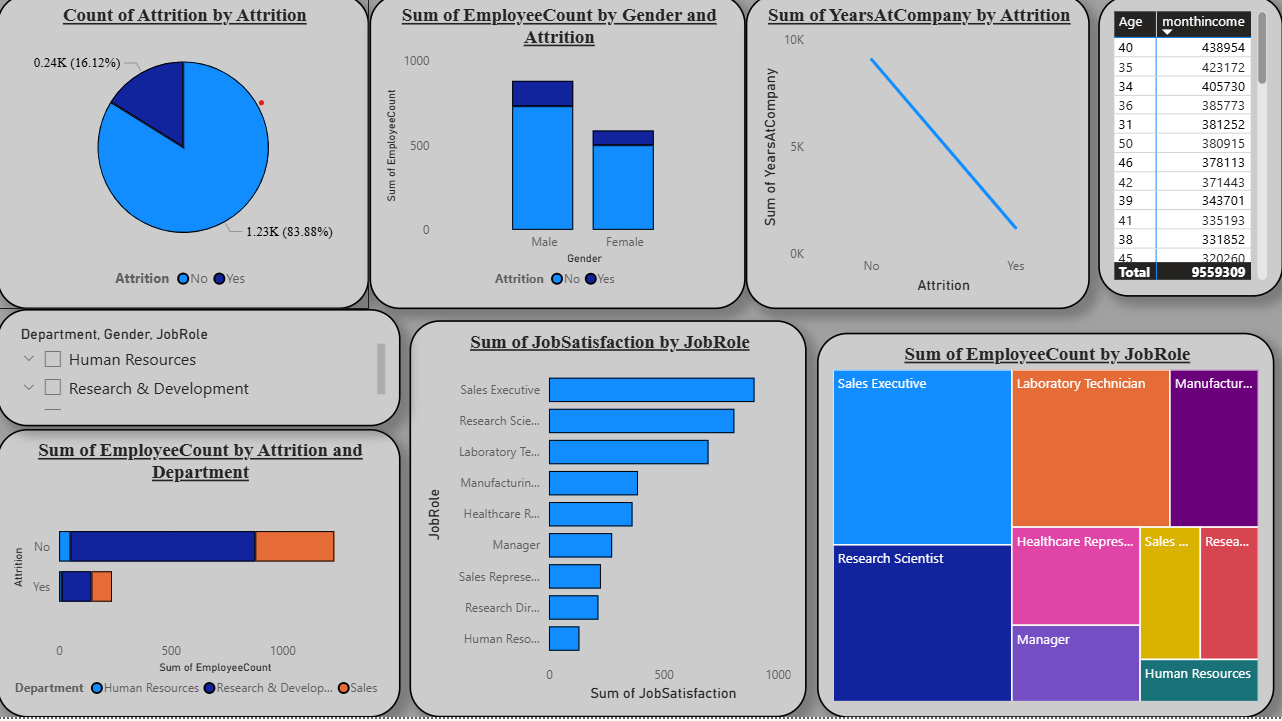 Count of Attrition by Attrition
0.24K (16.12%)
1.23K (83.88%)
Attrition No Yes
Sum of EmployeeCount by Gender and
Attrition
Sum of EmployeeCount
1000
500
0
Male Female
Gender
Attrition No Yes
Sum of YearsAtCompany by Attrition
Sum of YearsAtCompany
10K
5K
0K
No Yes
Attrition
Age monthincome
40 438954
35 423172
34 405730
36 385773
31 381252
50 380915
46 378113
42 371443
39 343701
41 335193
38 331852
45 320260
Total 9559309
Department, Gender, JobRole
Human Resources
Research & Development
Sum of EmployeeCount by Attrition and
Department
Attrition
No
Yes
0 500 1000
Sum of EmployeeCount
Department Human Resources Research & Develop... Sales
Sum of JobSatisfaction by JobRole
JobRole
Sales Executive
Research Scie...
Laboratory Te...
Manufacturin...
Healthcare R...
Manager
Sales Represe...
Research Dir...
Human Reso...
0 500 1000
Sum of JobSatisfaction
Sum of EmployeeCount by JobRole
Sales Executive
Laboratory Technician
Manufactur...
Research Scientist
Healthcare Repres...
Sales ...
Resea...
Manager
Human Resources